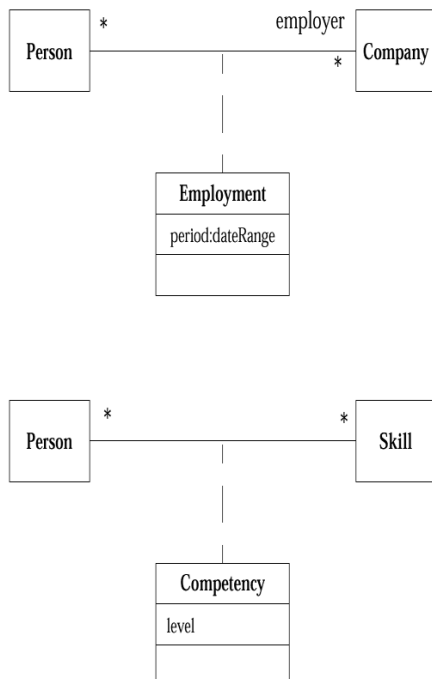 *
employer
Person
Company
*
Employment
period:dateRange
*
*
Person
Skill
Competency
level